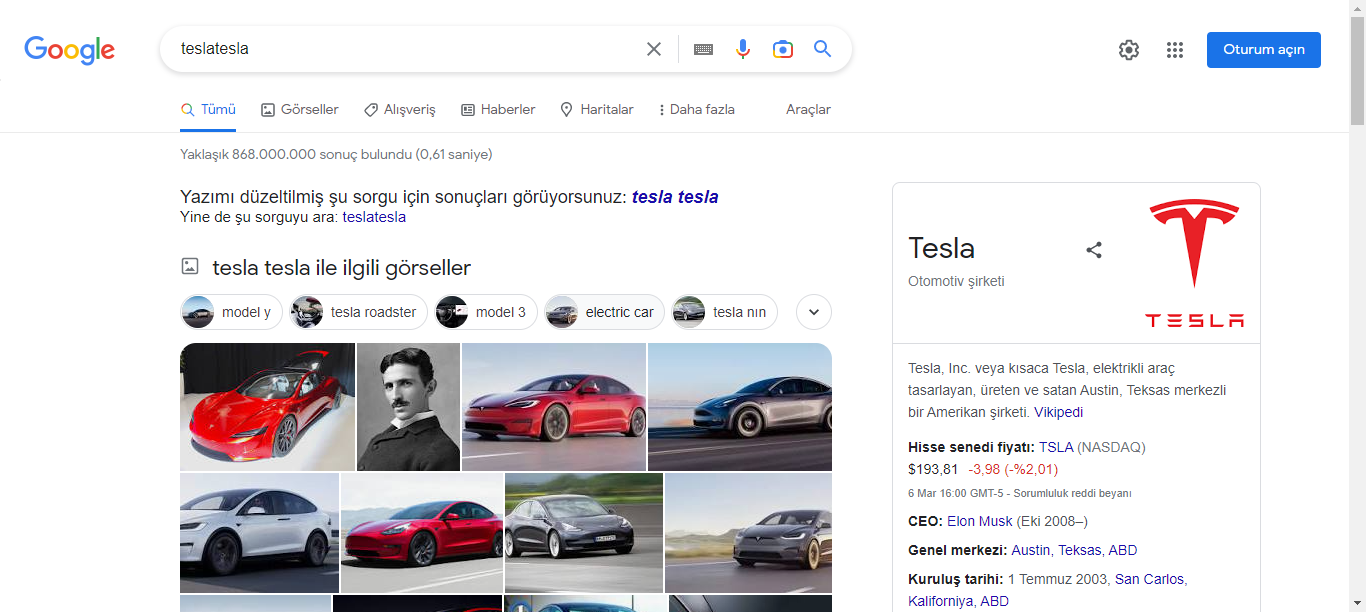 Google
teslatesla
Oturum açın
Tümü
Görseller
Alışveriş
Haberler
Haritalar
Daha fazla
Araçlar
Yaklaşık 868.000.000 sonuç bulundu (0,61 saniye)
Yazımı düzeltilmiş şu sorgu için sonuçları görüyorsunuz: tesla tesla
Yine de şu sorguyu ara: teslatesla
tesla tesla ile ilgili görseller
model y
tesla roadster
model 3
electric car
tesla nın
Tesla
Otomotiv şirketi
TESLA
Tesla, Inc. veya kısaca Tesla, elektrikli araç
tasarlayan, üreten ve satan Austin, Teksas merkezli
bir Amerikan şirketi. Vikipedi
Hisse senedi fiyatı: TSLA (NASDAQ)
$193,81 -3,98 (-%2,01)
6 Mar 16:00 GMT-5 - Sorumluluk reddi beyanı
CEO: Elon Musk (Eki 2008–)
Genel merkezi: Austin, Teksas, ABD
Kuruluş tarihi: 1 Temmuz 2003, San Carlos,
Kaliforniya, ABD